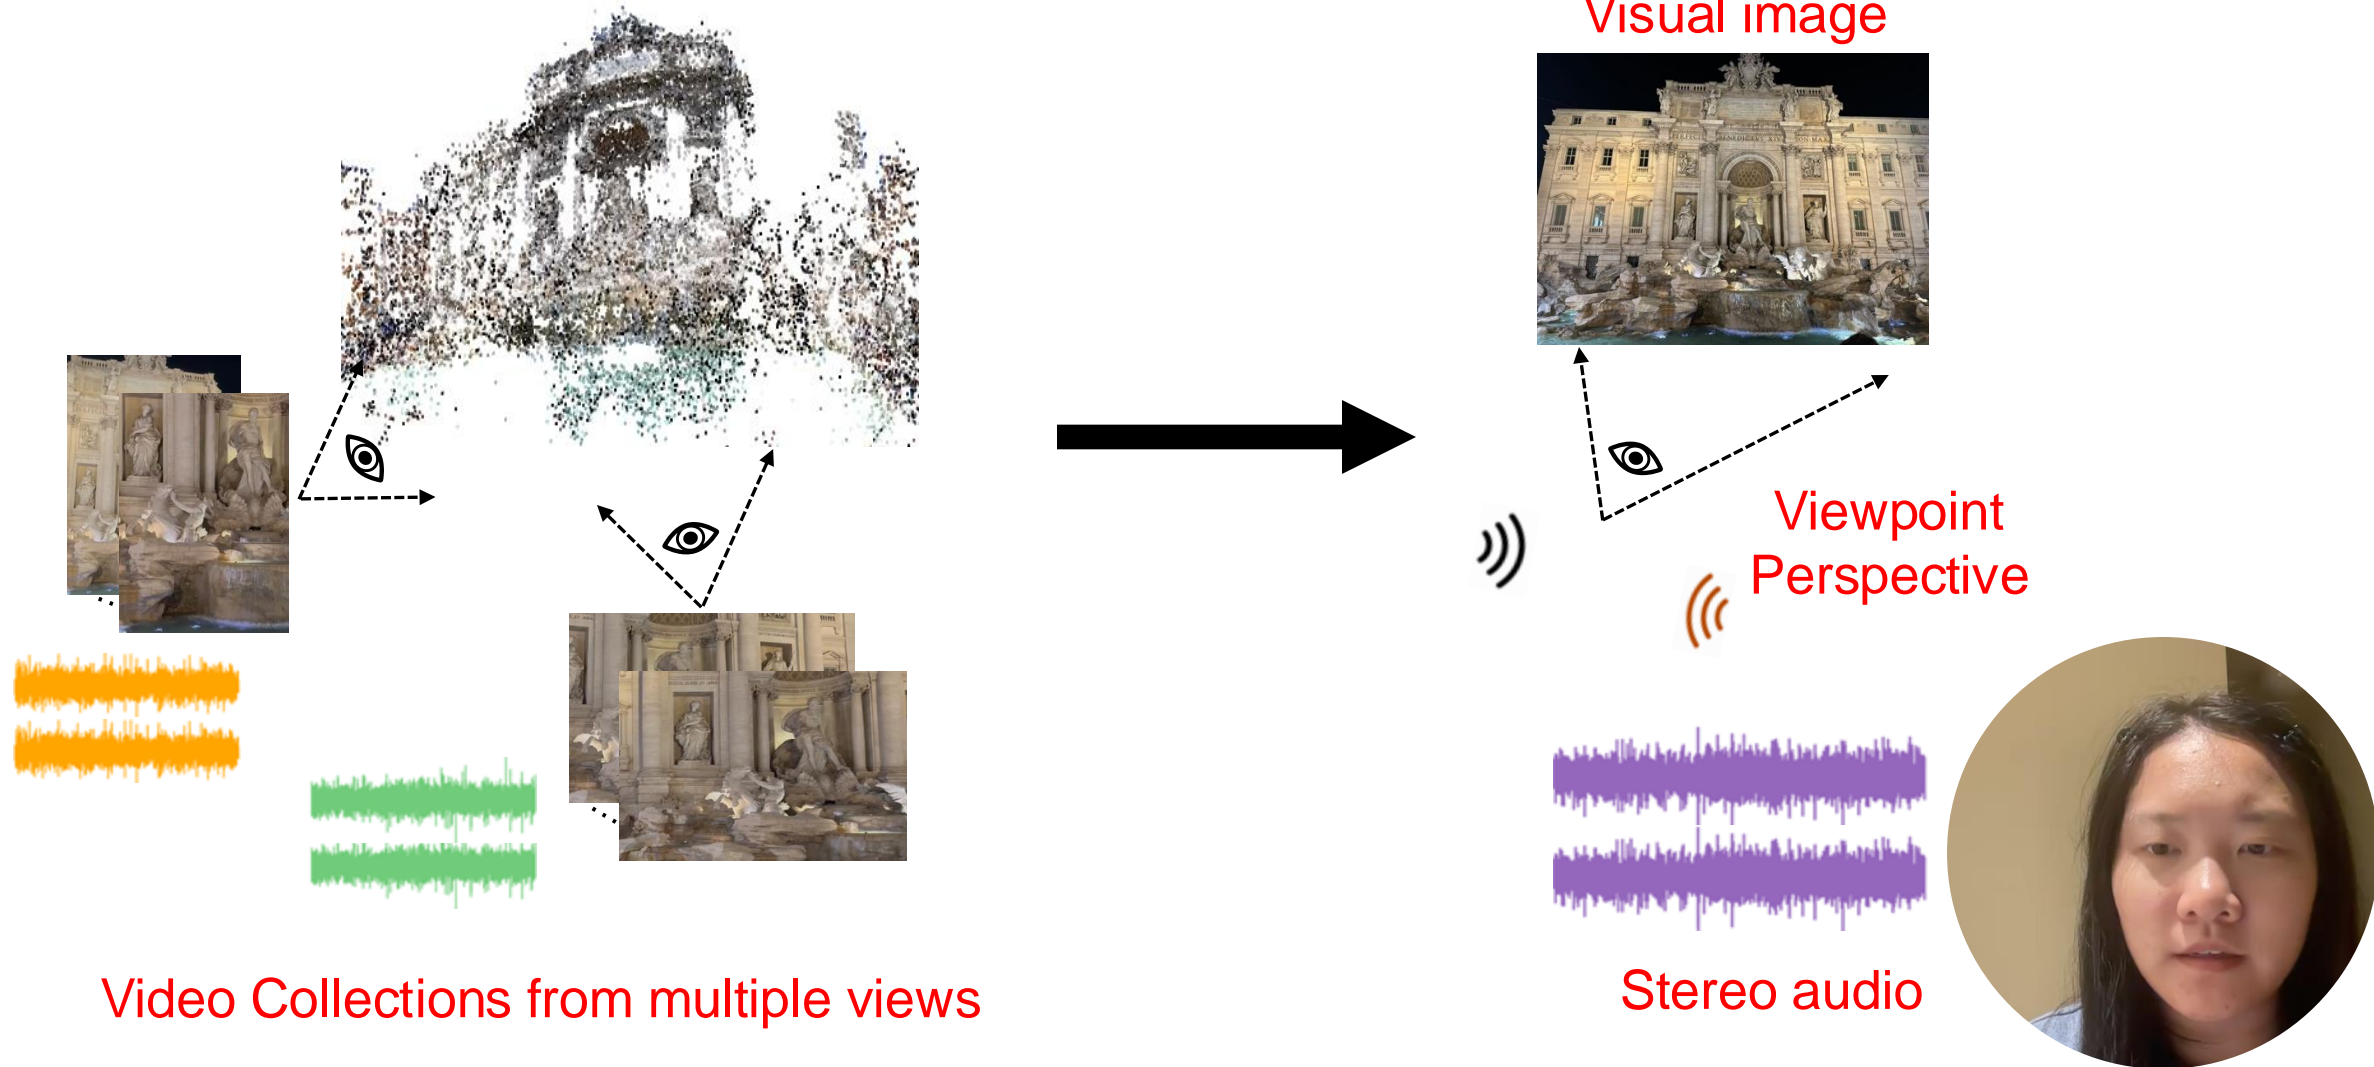 Visual image
Viewpoint
Perspective
Video Collections from multiple views
Stereo audio